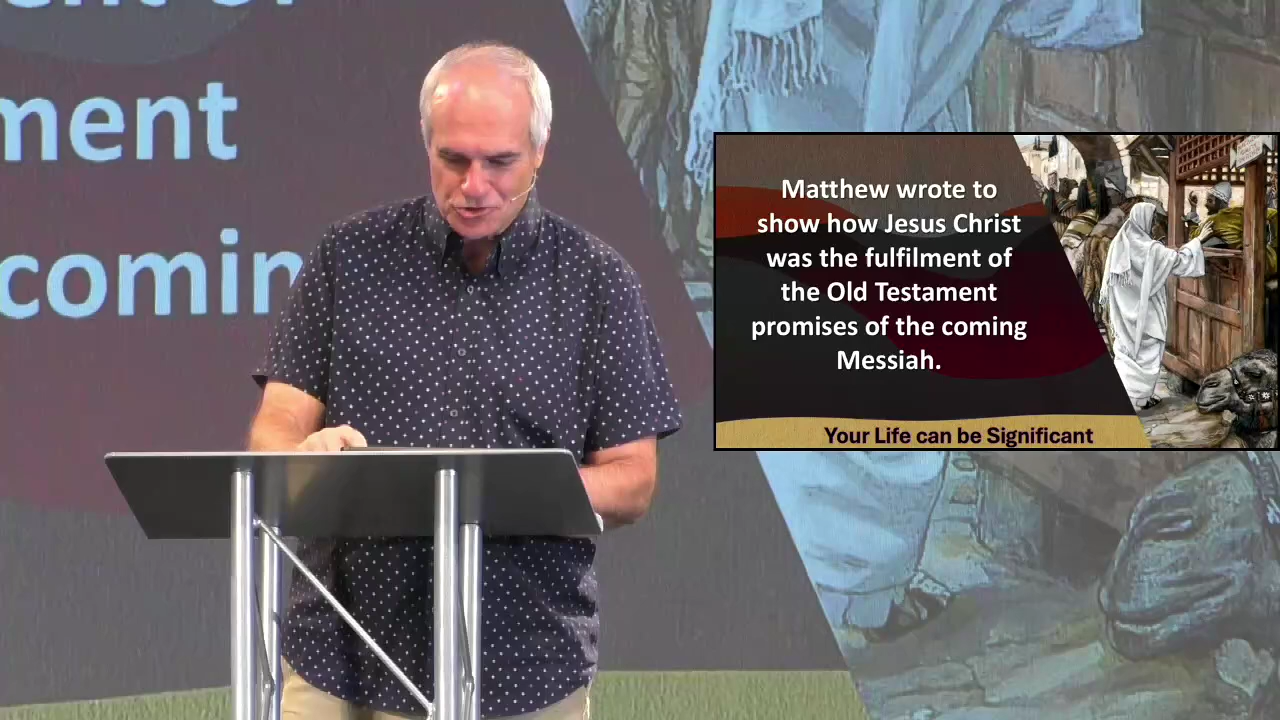 ment
coming
Matthew wrote to
show how Jesus Christ
was the fulfilment of
the Old Testament
promises of the coming
Messiah.
Your Life can be Significant